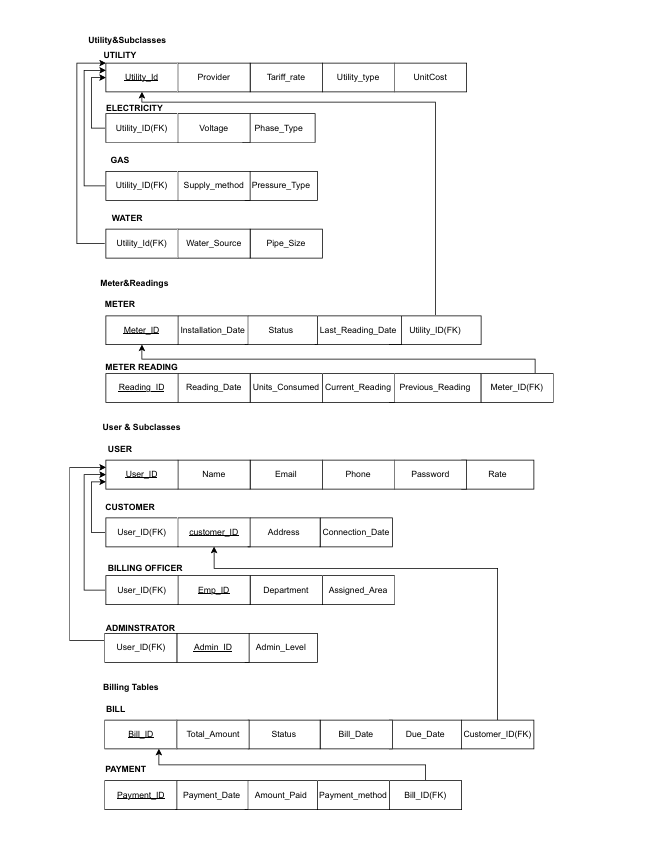 Utility&Subclasses
UTILITY
Utility_Id Provider Tariff_rate Utility_type UnitCost
ELECTRICITY
Utility_ID(FK) Voltage Phase_Type
GAS
Utility_ID(FK) Supply_method Pressure_Type
WATER
Utility_Id(FK) Water_Source Pipe_Size
Meter&Readings
METER
Meter_ID Installation_Date Status Last_Reading_Date Utility_ID(FK)
METER READING
Reading_ID Reading_Date Units_Consumed Current_Reading Previous_Reading Meter_ID(FK)
User & Subclasses
USER
User_ID Name Email Phone Password Rate
CUSTOMER
User_ID(FK) customer_ID Address Connection_Date
BILLING OFFICER
User_ID(FK) Emp_ID Department Assigned_Area
ADMINSTRATOR
User_ID(FK) Admin_ID Admin_Level
Billing Tables
BILL
Bill_ID Total_Amount Status Bill_Date Due_Date Customer_ID(FK)
PAYMENT
Payment_ID Payment_Date Amount_Paid Payment_method Bill_ID(FK)